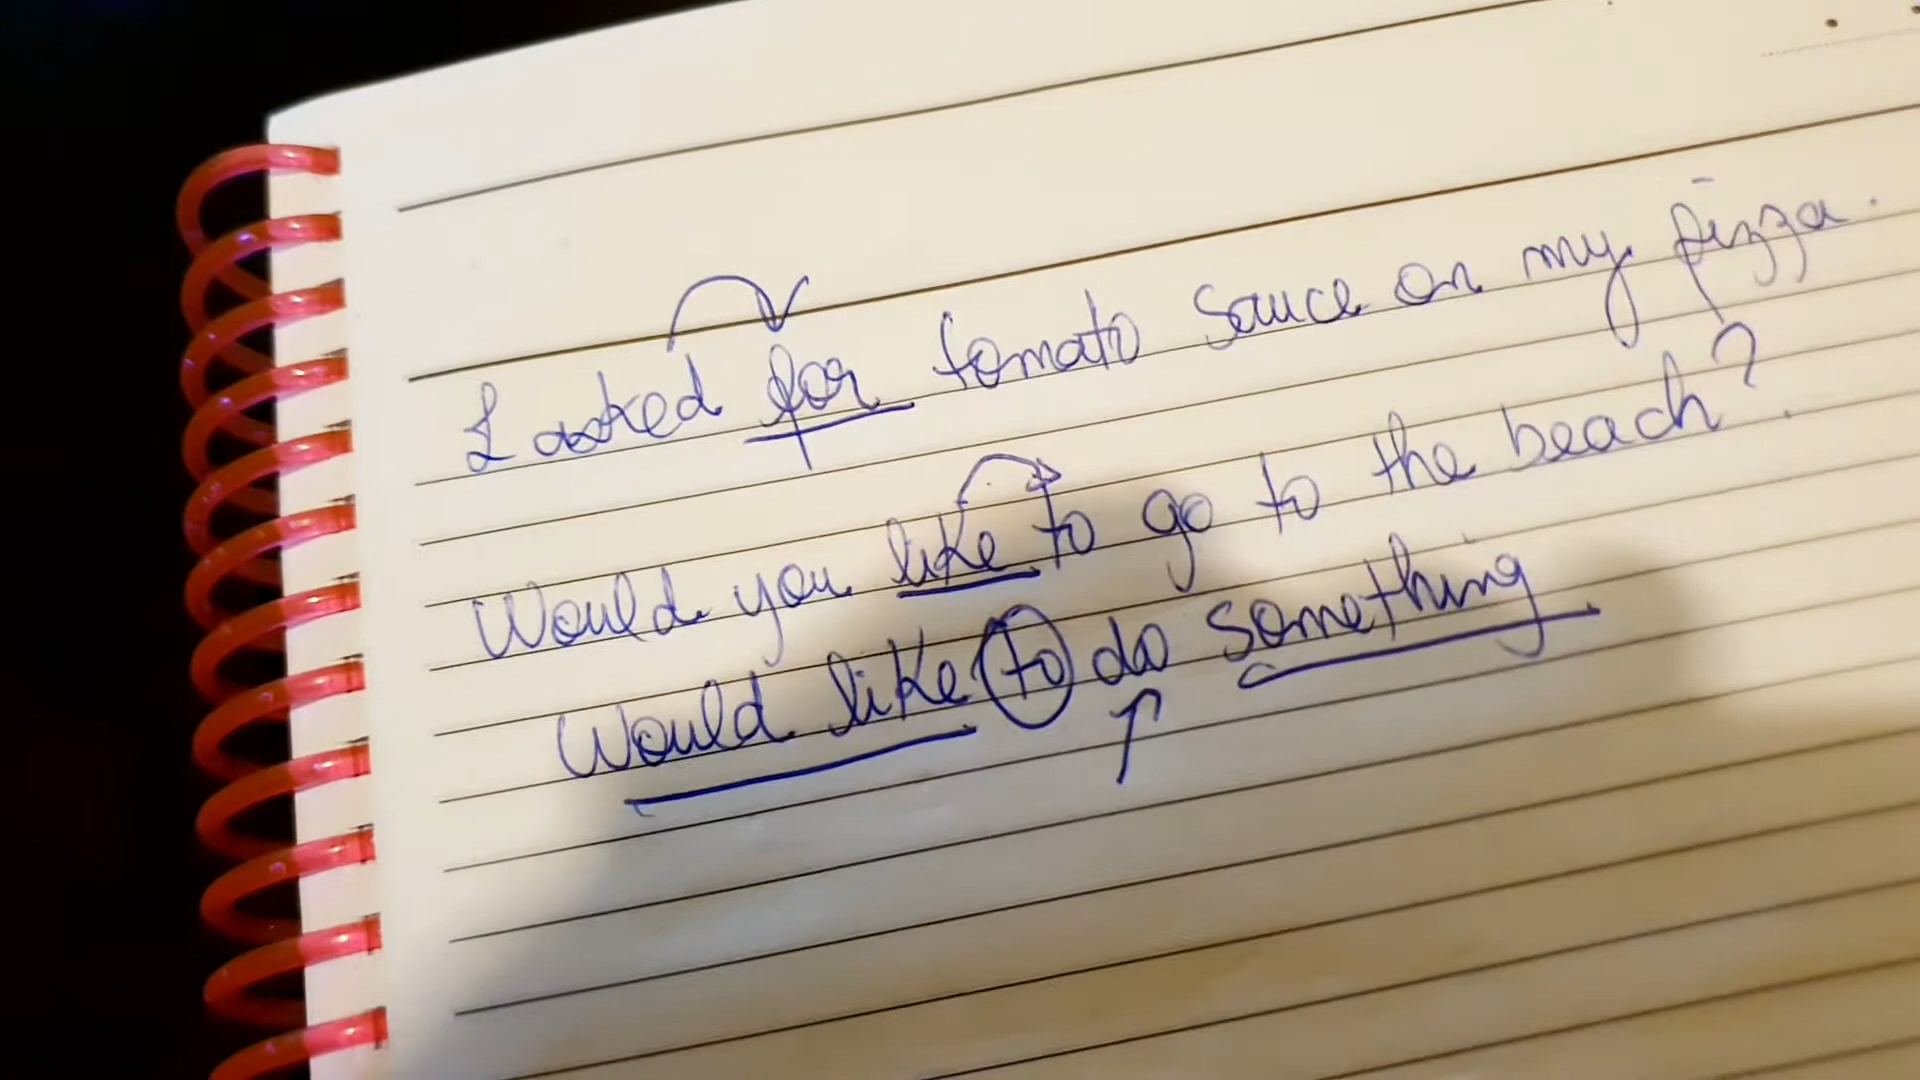 I asked for tomato sauce on my pizza.
Would you like to go to the beach?
Would like to do something